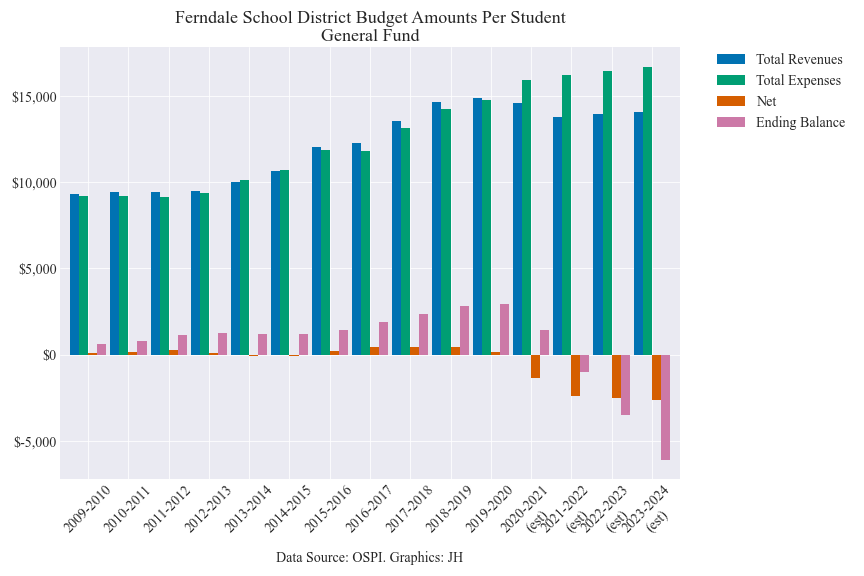 Ferndale School District Budget Amounts Per Student
General Fund
Total Revenues
Total Expenses
Net
Ending Balance
$15,000
$10,000
$5,000
$0
$-5,000
2009-2010
2010-2011
2011-2012
2012-2013
2013-2014
2014-2015
2015-2016
2016-2017
2017-2018
2018-2019
2019-2020
2020-2021
(est)
2021-2022
(est)
2022-2023
(est)
2023-2024
(est)
Data Source: OSPI. Graphics: JH